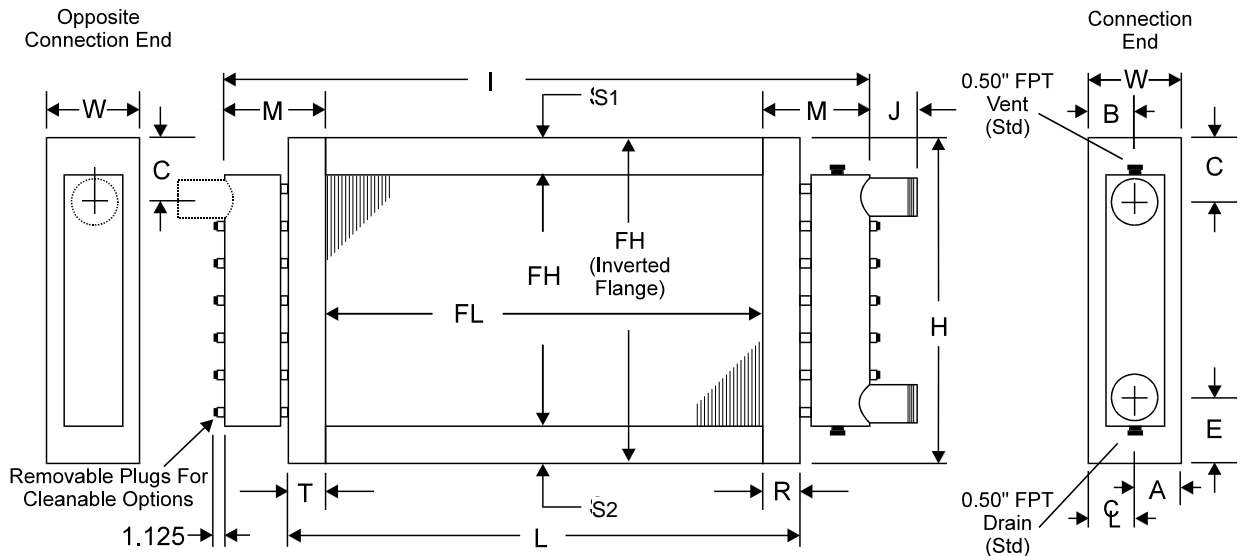 Opposite
Connection End
W
C
I
M
S1
M
J
FH
FH
(Inverted
Flange)
FL
H
Removable Plugs For
Cleanable Options
1.125
T
R
S2
L
Connection
End
W
0.50" FPT
Vent
(Std)
B
C
E
A
CL
0.50" FPT
Drain
(Std)